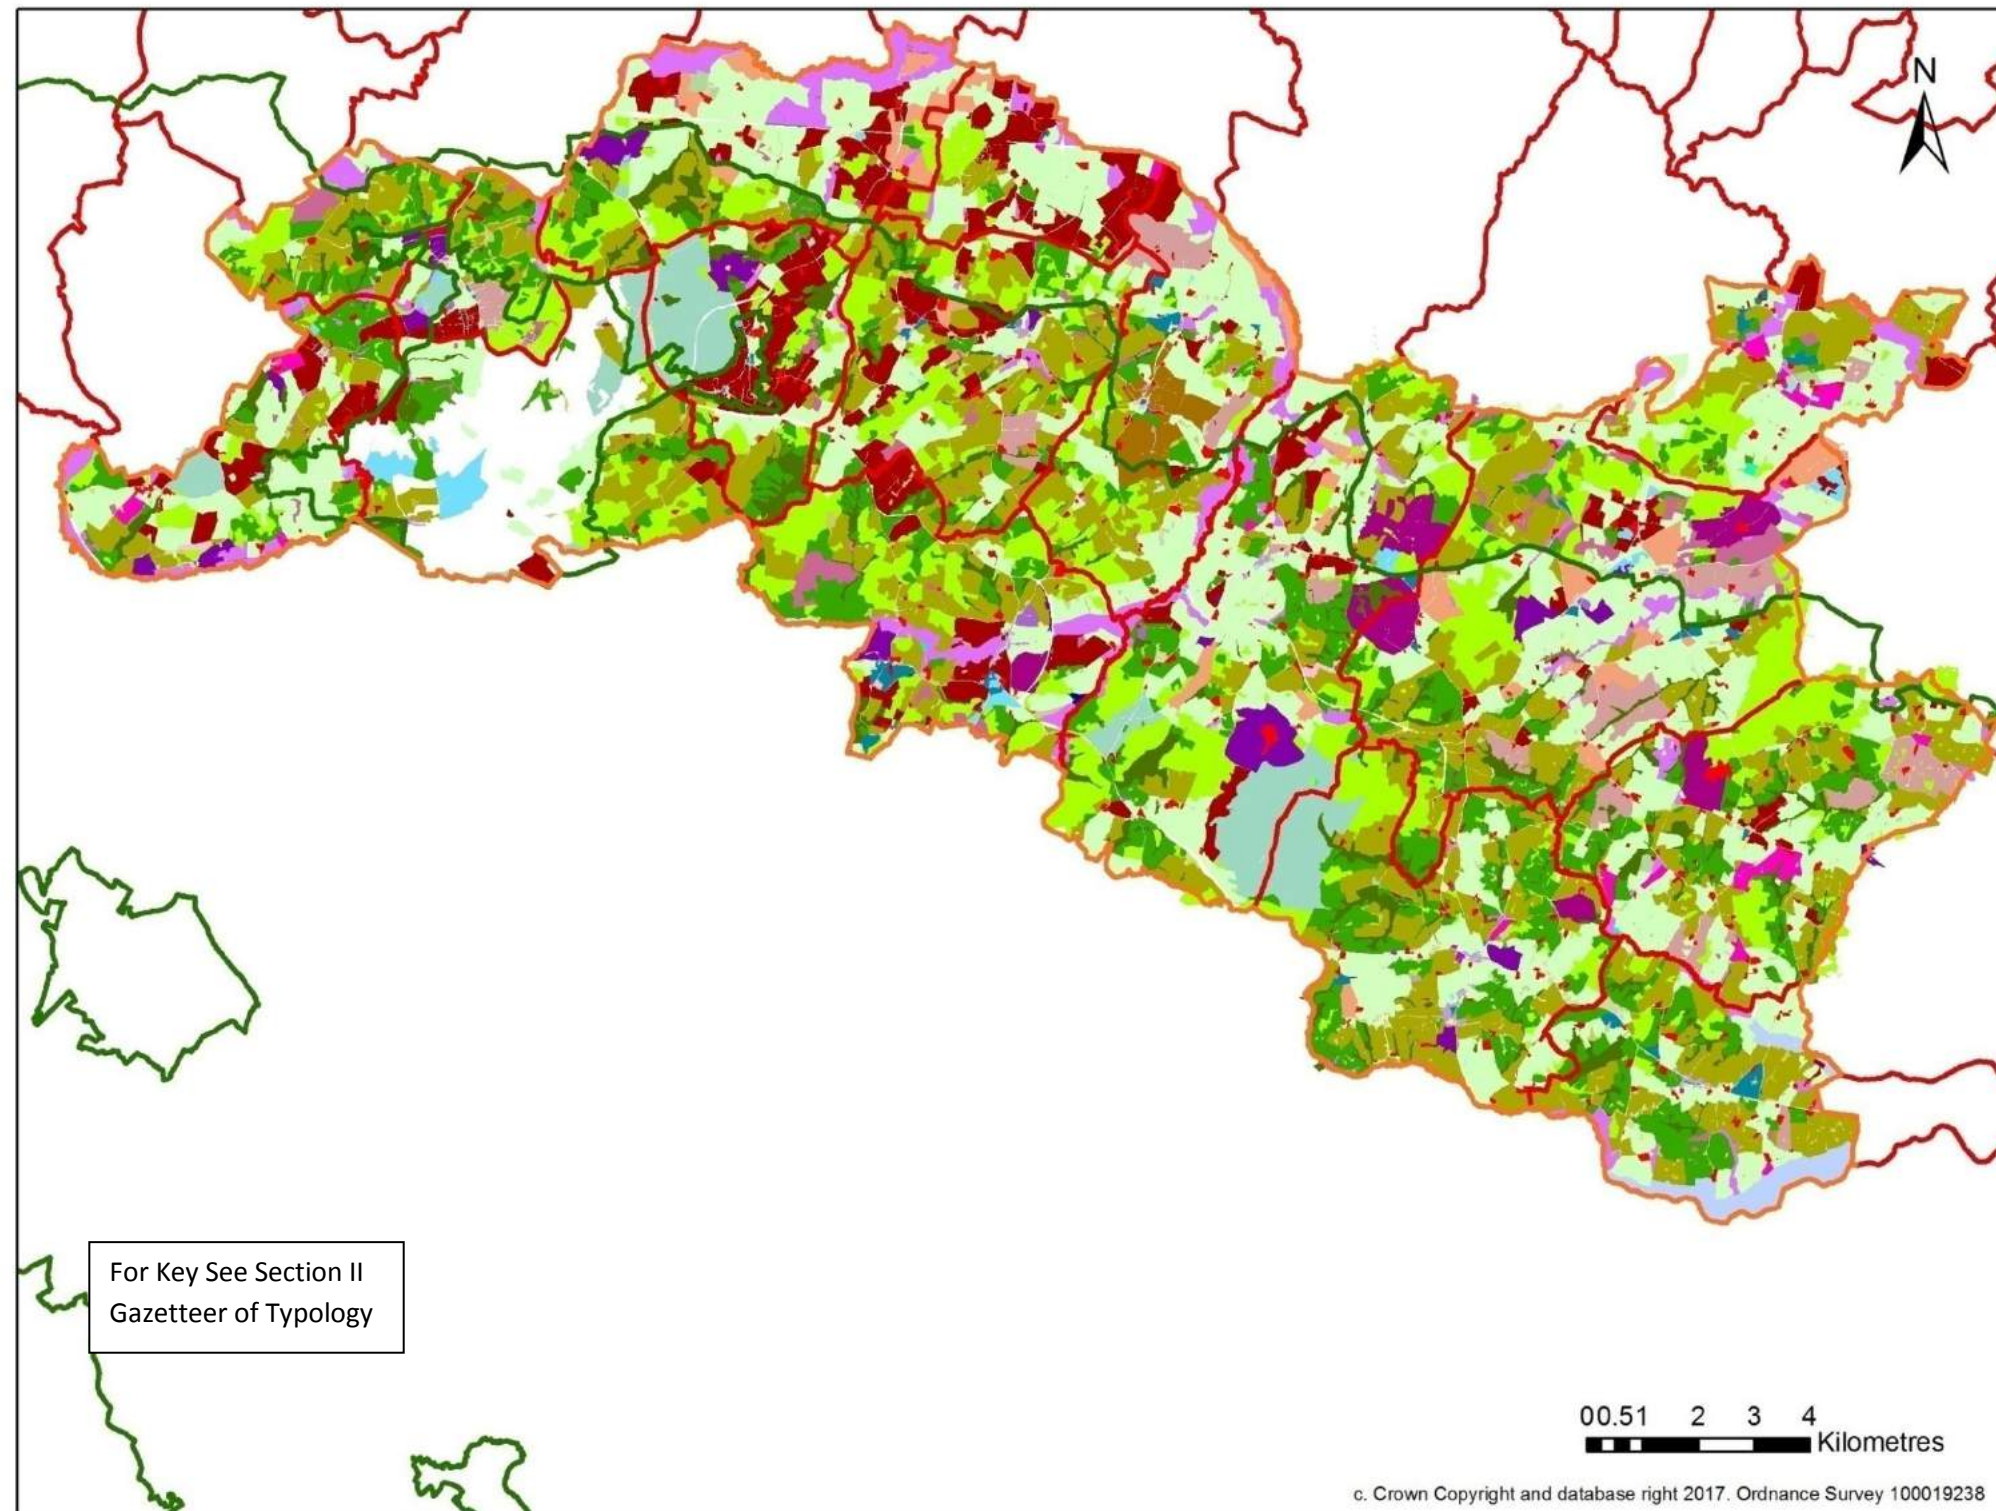 N
For Key See Section II
Gazetteer of Typology
00.51 2 3 4
Kilometres
c. Crown Copyright and database right 2017. Ordnance Survey 100019238